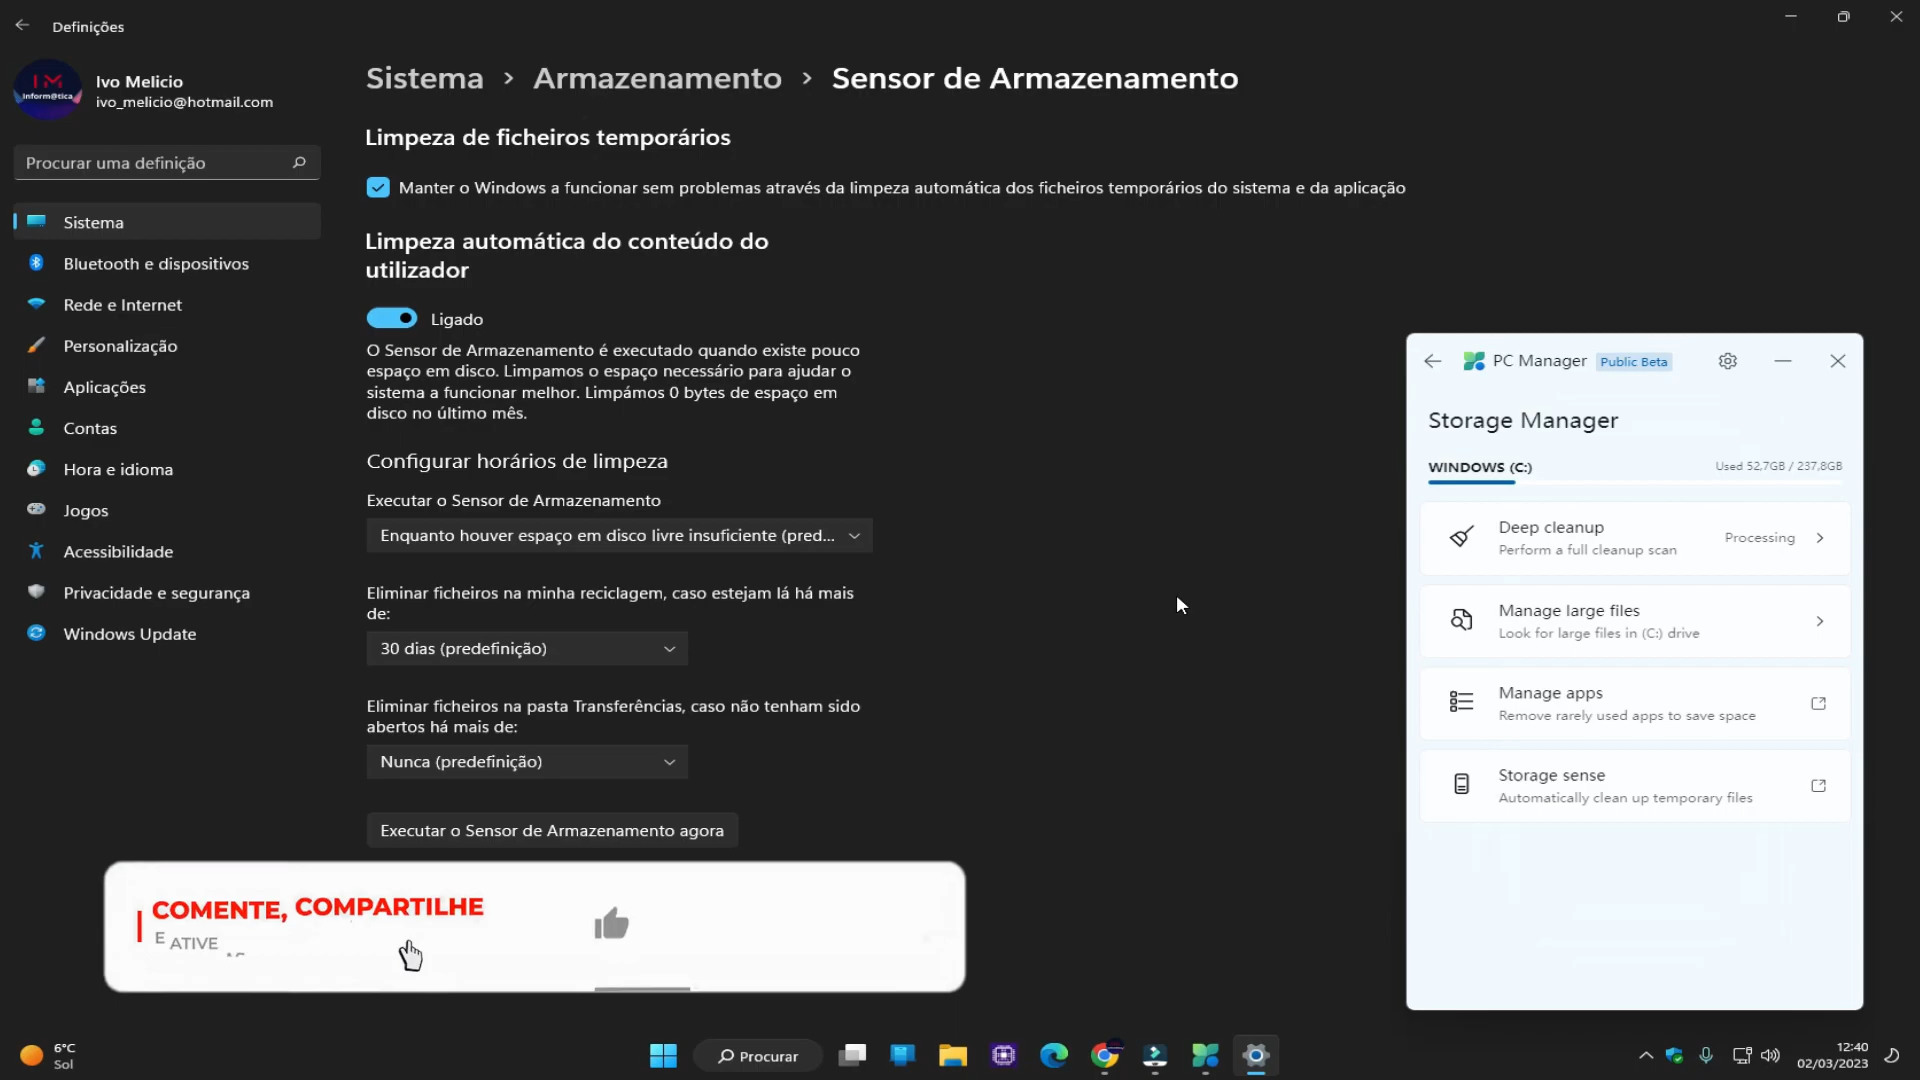 Definições
IM
Inform@tica
Ivo Melicio
ivo_melicio@hotmail.com
Procurar uma definição
Sistema
Bluetooth e dispositivos
Rede e Internet
Personalização
Aplicações
Contas
Hora e idioma
Jogos
Acessibilidade
Privacidade e segurança
Windows Update
Sistema > Armazenamento > Sensor de Armazenamento
Limpeza de ficheiros temporários
Manter o Windows a funcionar sem problemas através da limpeza automática dos ficheiros temporários do sistema e da aplicação
Limpeza automática do conteúdo do
utilizador
Ligado
O Sensor de Armazenamento é executado quando existe pouco
espaço em disco. Limpamos o espaço necessário para ajudar o
sistema a funcionar melhor. Limpámos 0 bytes de espaço em
disco no último mês.
Configurar horários de limpeza
Executar o Sensor de Armazenamento
Enquanto houver espaço em disco livre insuficiente (pred...
Eliminar ficheiros na minha reciclagem, caso estejam lá há mais
de:
30 dias (predefinição)
Eliminar ficheiros na pasta Transferências, caso não tenham sido
abertos há mais de:
Nunca (predefinição)
Executar o Sensor de Armazenamento agora
COMENTE, COMPARTILHE
E ATIVE
PC Manager Public Beta
Storage Manager
WINDOWS (C:) Used 52,7GB / 237,8GB
Deep cleanup
Perform a full cleanup scan
Processing
Manage large files
Look for large files in (C:) drive
Manage apps
Remove rarely used apps to save space
Storage sense
Automatically clean up temporary files
6°C
Sol
Procurar
12:40
02/03/2023